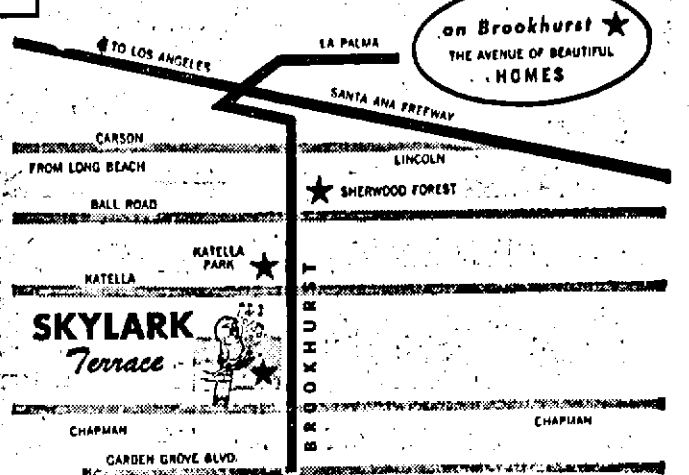 on Brookhurst
THE AVENUE OF BEAUTIFUL
HOMES
TO LOS ANGELES
LA PALMA
SANTA ANA FREEWAY
CARSON
LINCOLN
FROM LONG BEACH
SHERWOOD FOREST
BALL ROAD
KATELLA
PARK
KATELLA
BROOKHURST
SKYLARK
Terrace
CHAPMAN
CHAPMAN
GARDEN GROVE BLVD.